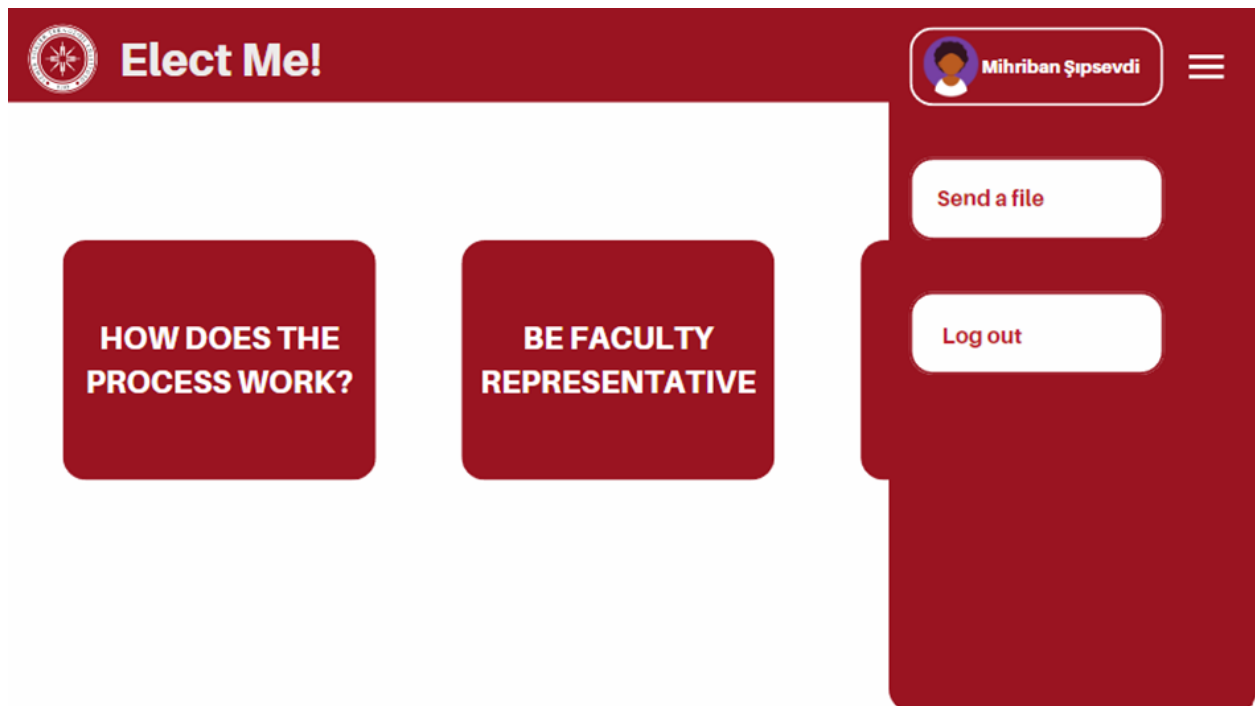 Elect Me!
Mihriban Şıpsevdi
Send a file
Log out
HOW DOES THE
PROCESS WORK?
BE FACULTY
REPRESENTATIVE